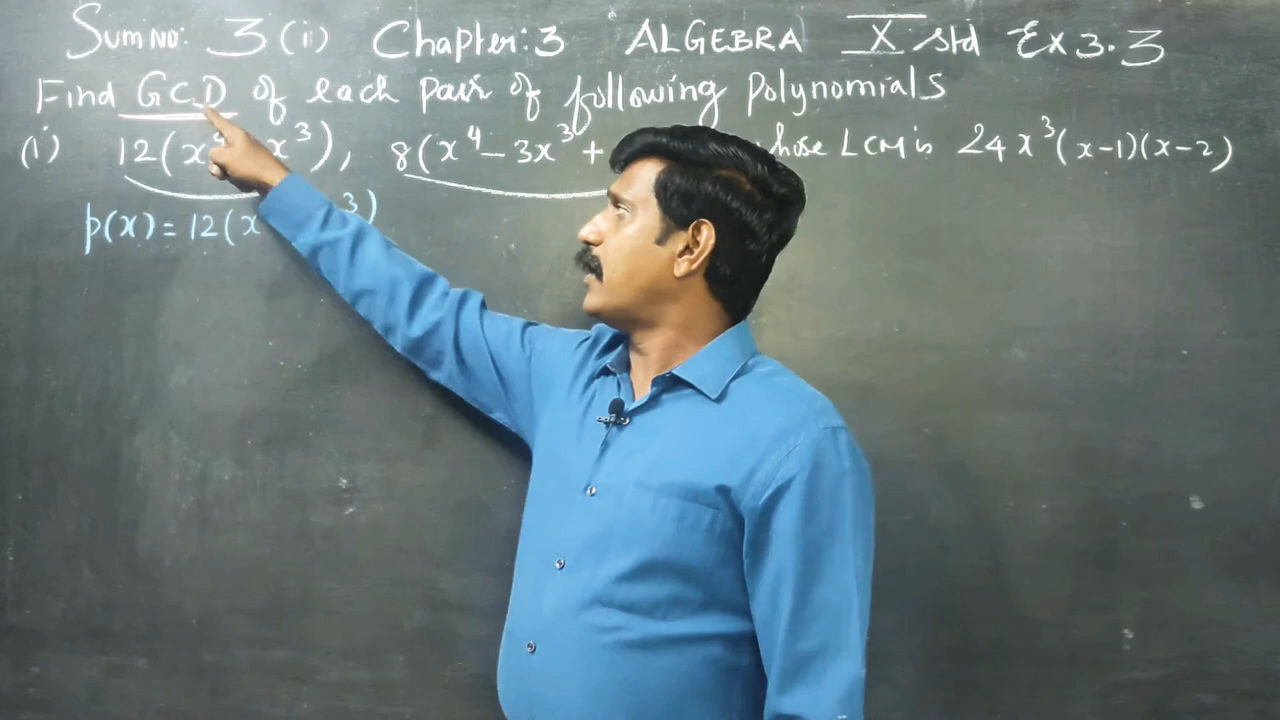 Sum No: 3(i) Chapter: 3 ALGEBRA X std Ex 3.3
Find GCD of each pair of following Polynomials
(i) 12(x x³), 8(x⁴-3x³+ whose LCM is 24x³(x-1)(x-2)
p(x)=12(x ³)